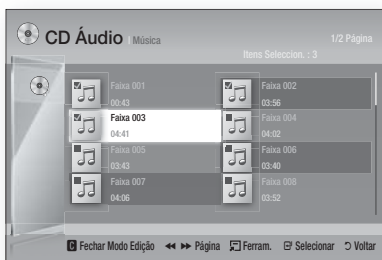 CD Áudio | Música
1/2 Página
Itens Seleccion. : 3
Faixa 001
00:43
Faixa 002
03:56
Faixa 003
04:41
Faixa 004
04:02
Faixa 005
03:43
Faixa 006
03:40
Faixa 007
04:06
Faixa 008
03:52
C Fechar Modo Edição Página Ferram. Selecionar Voltar